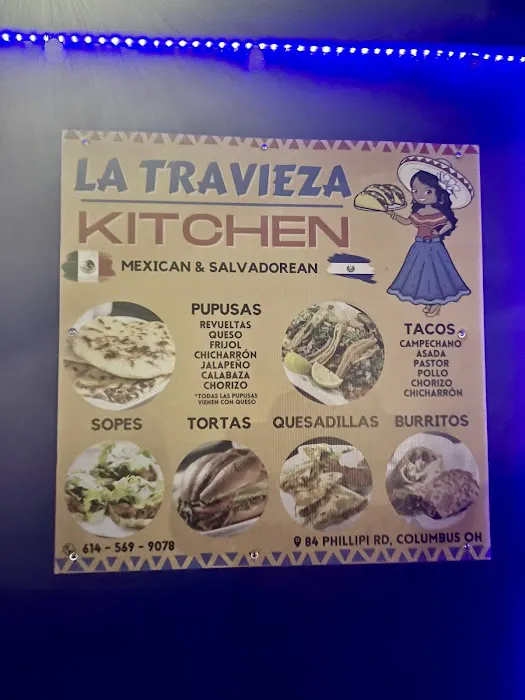 LA TRAVIEZA
KITCHEN
MEXICAN & SALVADOREAN
PUPUSAS
REVUELTAS
QUESO
FRIJOL
CHICHARRÓN
JALAPEÑO
CALABAZA
CHORIZO
*TODAS LAS PUPUSAS
VIENEN CON QUESO
TACOS
CAMPECHANO
ASADA
PASTOR
POLLO
CHORIZO
CHICHARRÓN
SOPES
TORTAS
QUESADILLAS
BURRITOS
614 - 569 - 9078
84 PHILLIPI RD, COLUMBUS OH